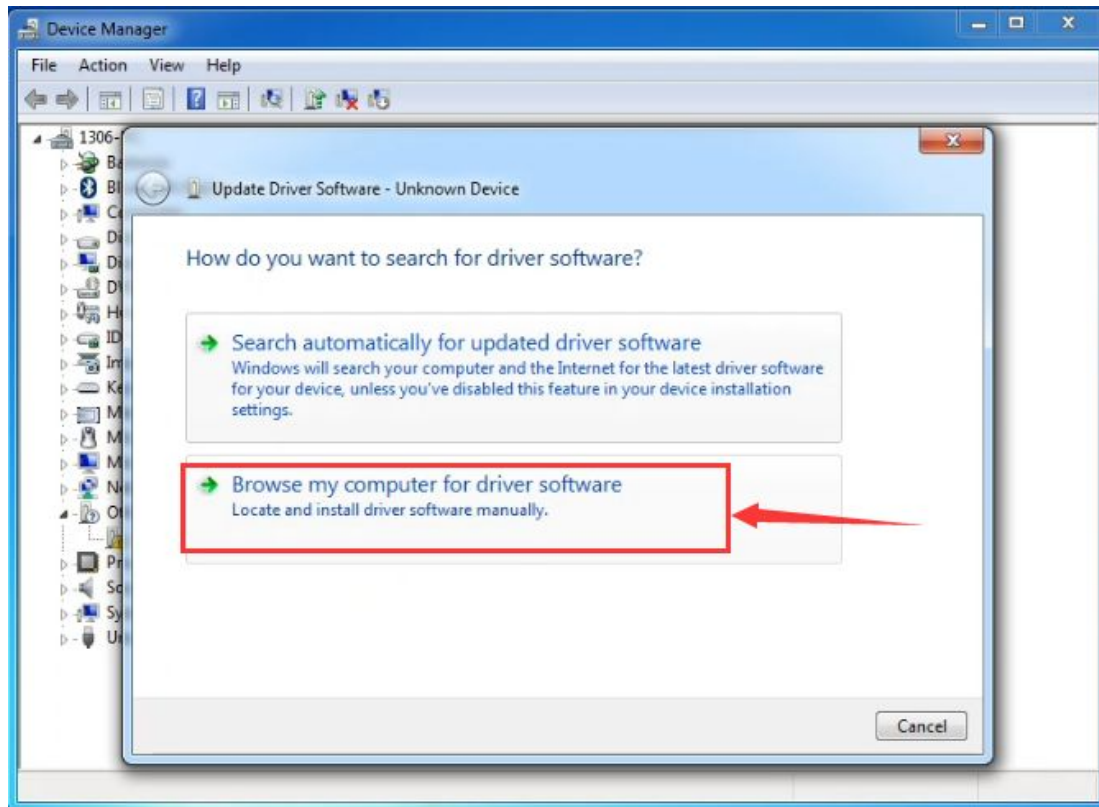 Device Manager
File Action View Help
1306-
Update Driver Software - Unknown Device
How do you want to search for driver software?
Search automatically for updated driver software
Windows will search your computer and the Internet for the latest driver software
for your device, unless you've disabled this feature in your device installation
settings.
Browse my computer for driver software
Locate and install driver software manually.
Cancel